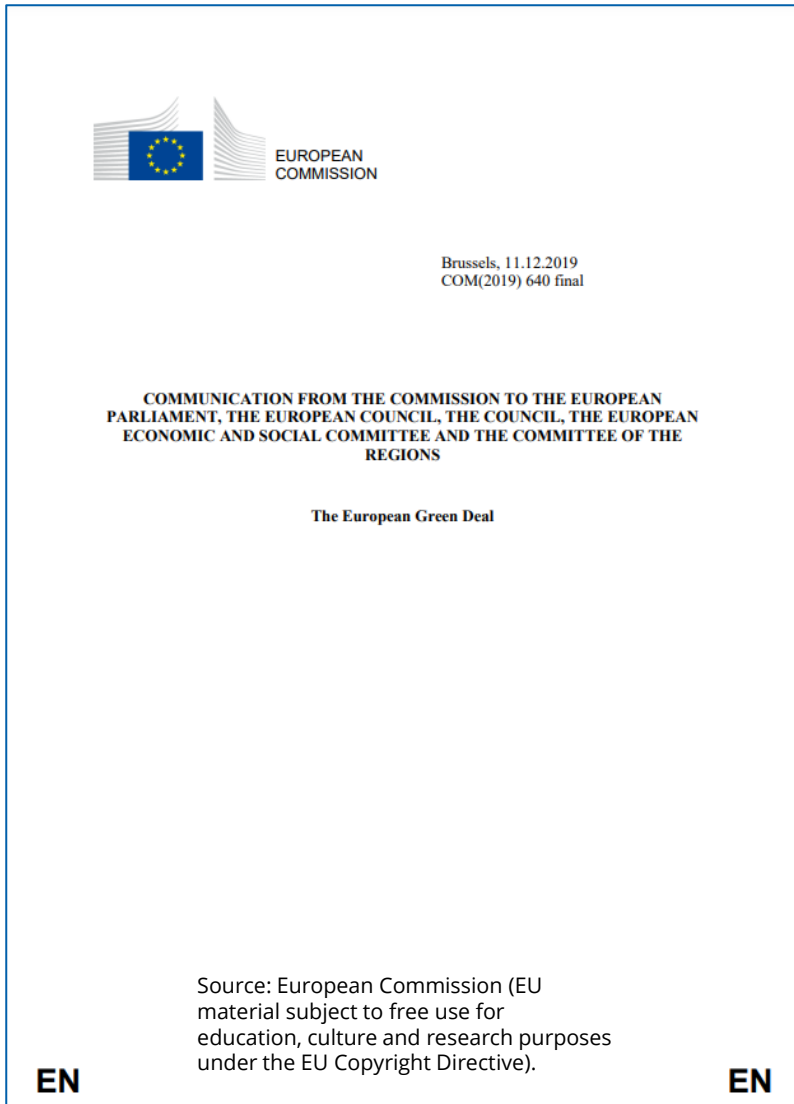 EUROPEAN
COMMISSION
Brussels, 11.12.2019
COM(2019) 640 final
COMMUNICATION FROM THE COMMISSION TO THE EUROPEAN
PARLIAMENT, THE EUROPEAN COUNCIL, THE COUNCIL, THE EUROPEAN
ECONOMIC AND SOCIAL COMMITTEE AND THE COMMITTEE OF THE
REGIONS
The European Green Deal
Source: European Commission (EU
material subject to free use for
education, culture and research purposes
under the EU Copyright Directive).
EN EN